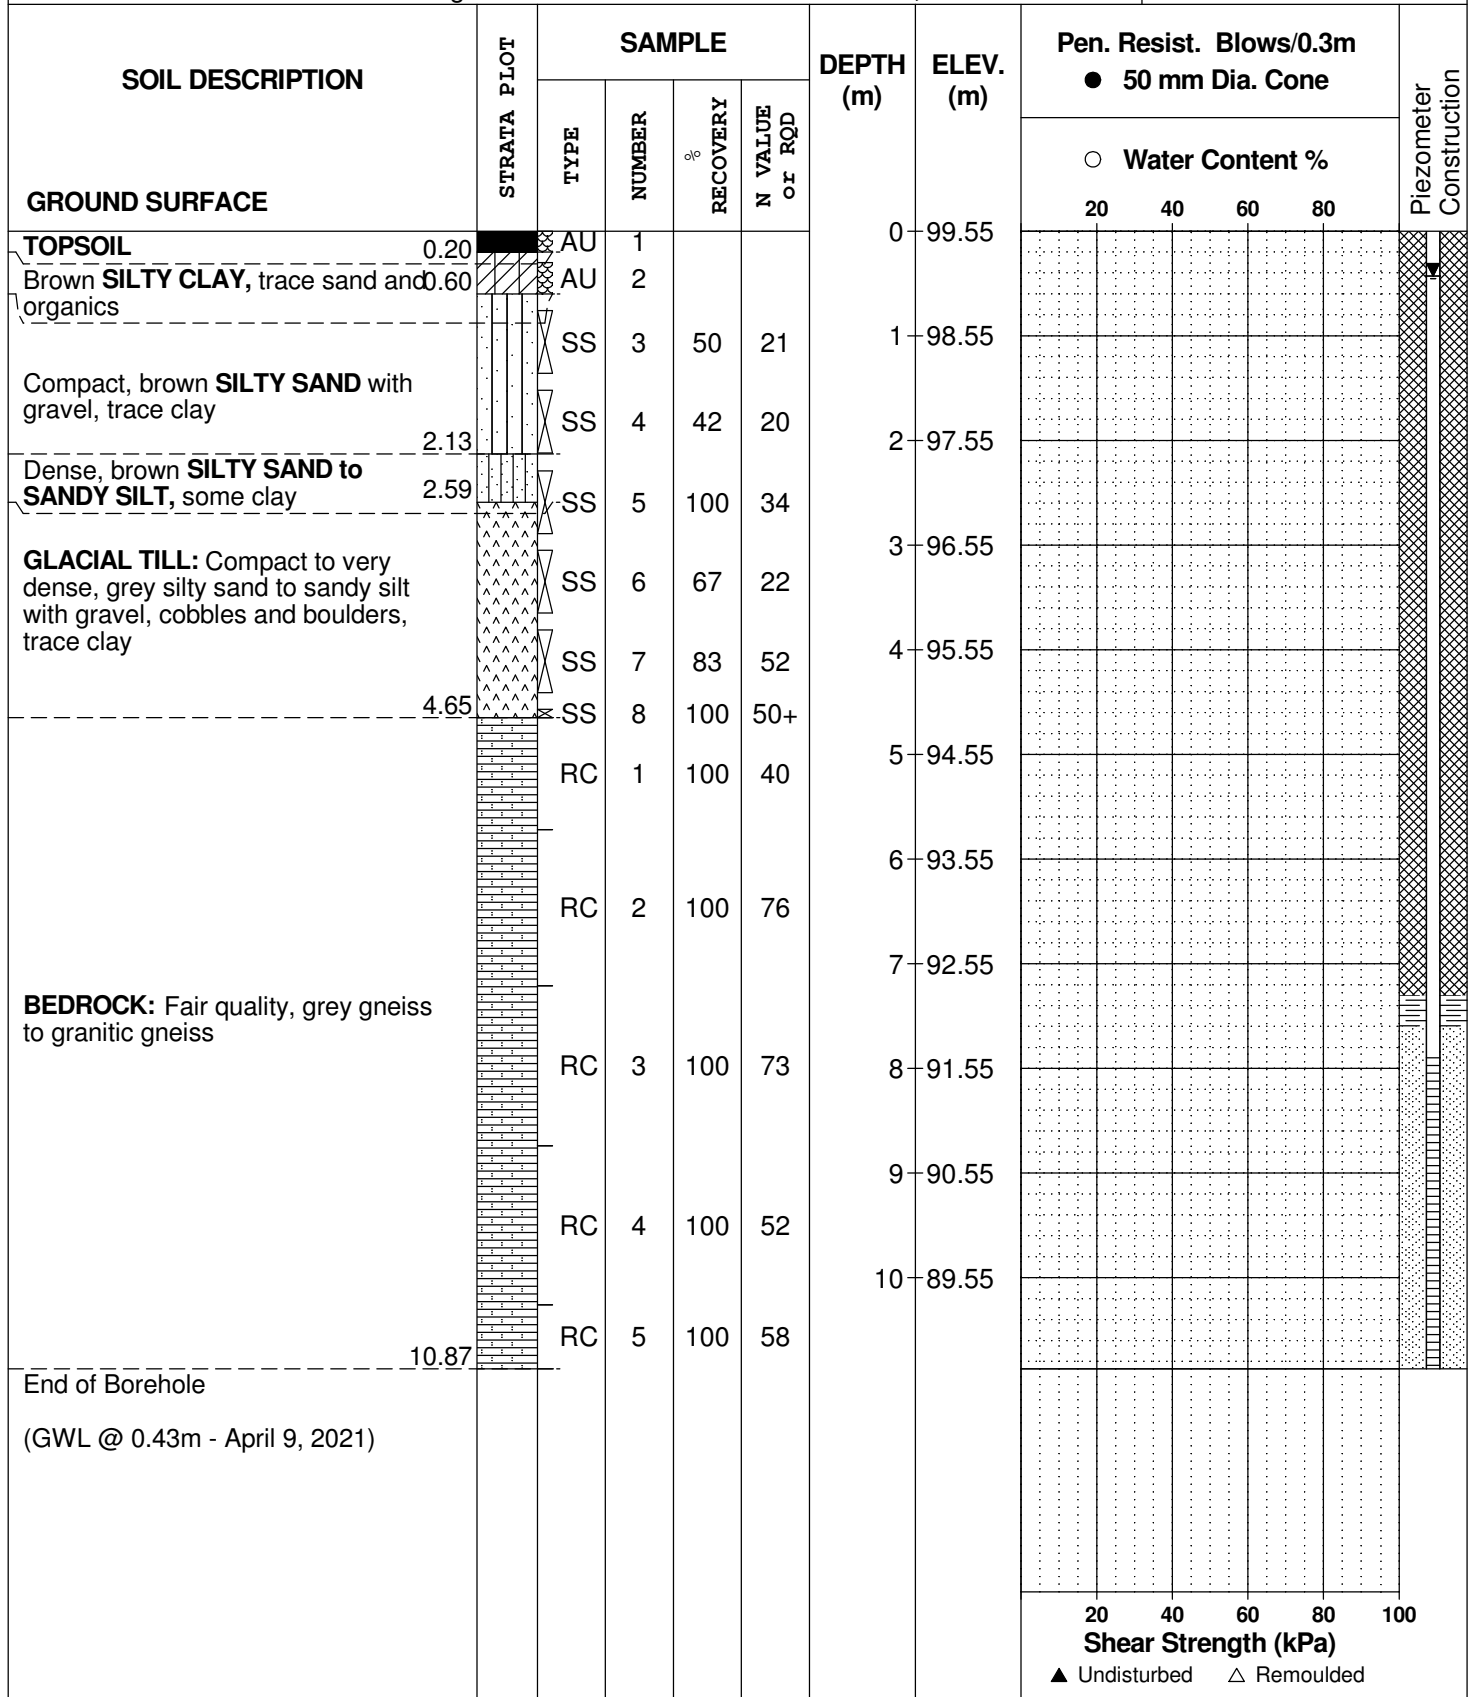 SOIL DESCRIPTION
GROUND SURFACE
STRATA PLOT
SAMPLE
TYPE
NUMBER
% RECOVERY
N VALUE or RQD
DEPTH (m)
ELEV. (m)
Pen. Resist. Blows/0.3m
● 50 mm Dia. Cone
○ Water Content %
20 40 60 80
Piezometer Construction
0 99.55
TOPSOIL 0.20 AU 1
Brown SILTY CLAY, trace sand and 0.60 AU 2
organics
SS 3 50 21
1 98.55
Compact, brown SILTY SAND with
gravel, trace clay
SS 4 42 20
2.13
2 97.55
Dense, brown SILTY SAND to
SANDY SILT, some clay 2.59
SS 5 100 34
3 96.55
GLACIAL TILL: Compact to very
dense, grey silty sand to sandy silt
with gravel, cobbles and boulders,
trace clay
SS 6 67 22
SS 7 83 52
4 95.55
4.65
SS 8 100 50+
5 94.55
RC 1 100 40
6 93.55
RC 2 100 76
7 92.55
BEDROCK: Fair quality, grey gneiss
to granitic gneiss
RC 3 100 73
8 91.55
9 90.55
RC 4 100 52
10 89.55
RC 5 100 58
10.87
End of Borehole
(GWL @ 0.43m - April 9, 2021)
20 40 60 80 100
Shear Strength (kPa)
▲ Undisturbed △ Remoulded